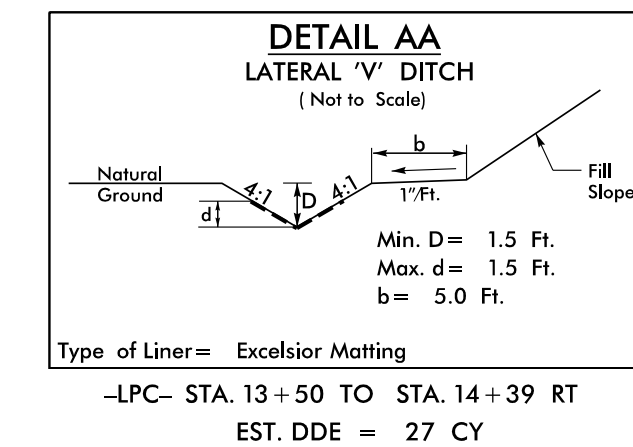 DETAIL AA
LATERAL 'V' DITCH
( Not to Scale)
b
Natural
Ground
4:1
D
4:1
1"/Ft.
Fill
Slope
d
Min. D = 1.5 Ft.
Max. d = 1.5 Ft.
b = 5.0 Ft.
Type of Liner = Excelsior Matting
–LPC– STA. 13+50 TO STA. 14+39 RT
EST. DDE = 27 CY